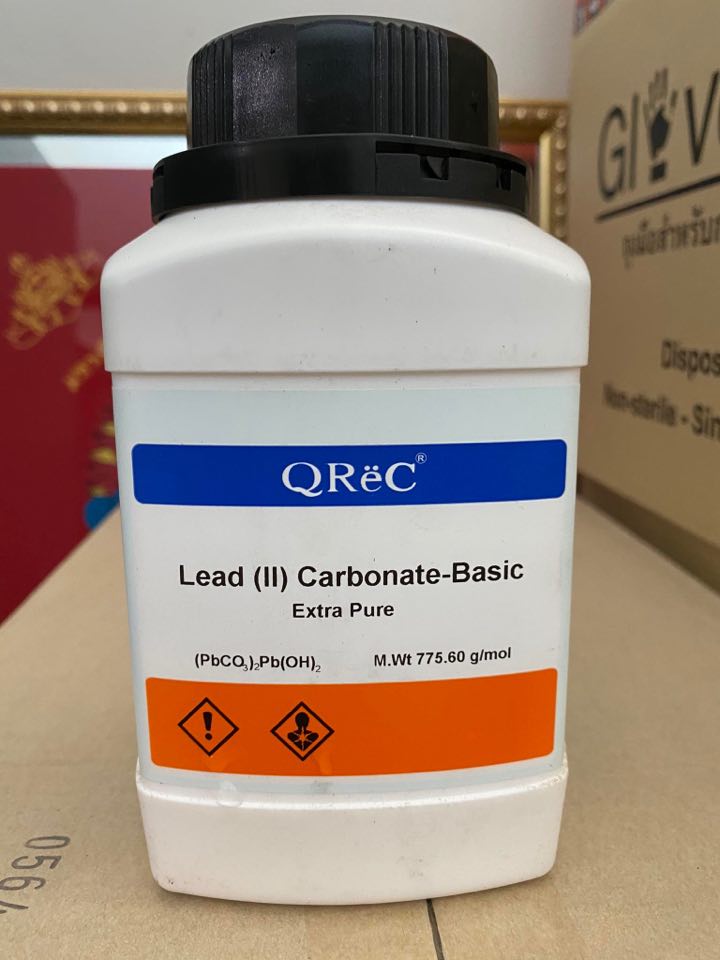 QRëC®
Lead (II) Carbonate-Basic
Extra Pure
(PbCO₃)₂Pb(OH)₂
M.Wt 775.60 g/mol
Dispos
Non-sterile - Sin
056